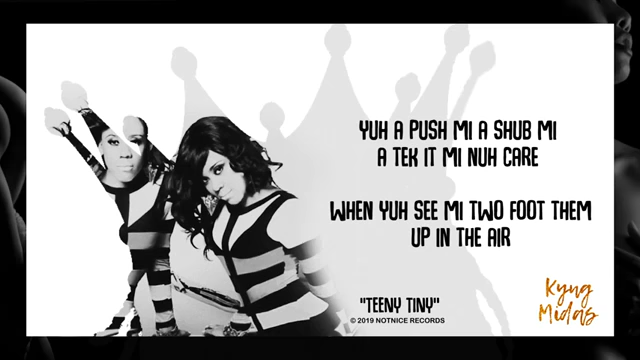 YUH A PUSH MI A SHUB MI
A TEK IT MI NUH CARE
WHEN YUH SEE MI TWO FOOT THEM
UP IN THE AIR
"TEENY TINY"
© 2019 NOTNICE RECORDS
Kyng
Midas